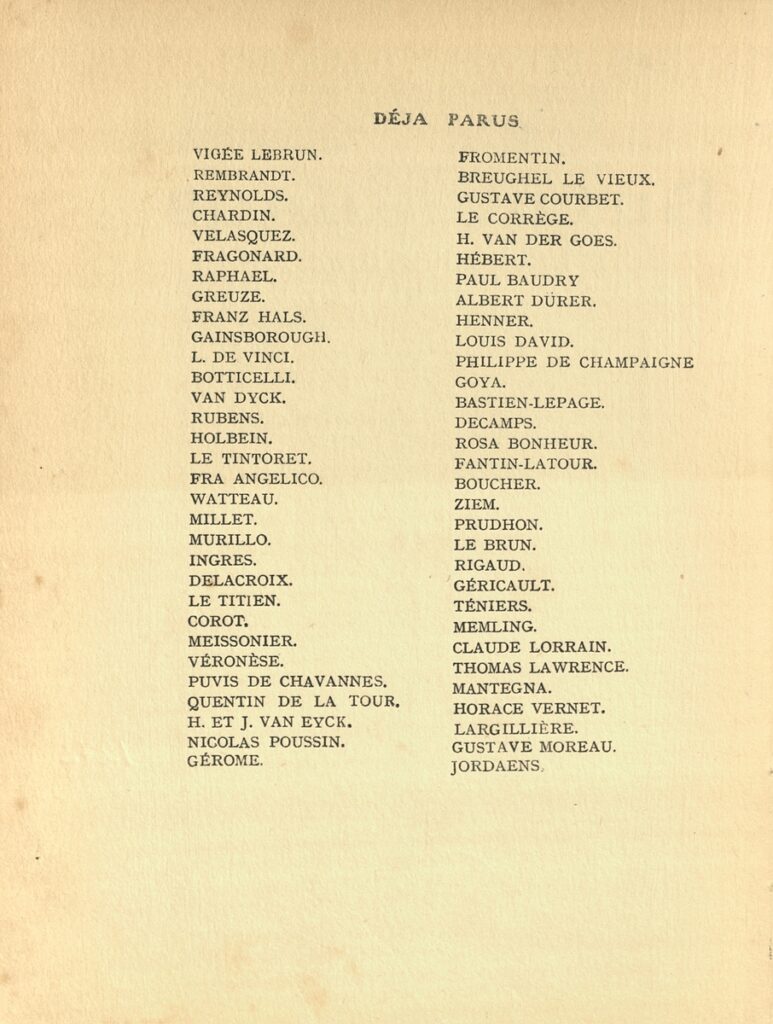 DÉJA PARUS
VIGÉE LEBRUN.
REMBRANDT.
REYNOLDS.
CHARDIN.
VELASQUEZ.
FRAGONARD.
RAPHAEL.
GREUZE.
FRANZ HALS.
GAINSBOROUGH.
L. DE VINCI.
BOTTICELLI.
VAN DYCK.
RUBENS.
HOLBEIN.
LE TINTORET.
FRA ANGELICO.
WATTEAU.
MILLET.
MURILLO.
INGRES.
DELACROIX.
LE TITIEN.
COROT.
MEISSONIER.
VÉRONÈSE.
PUVIS DE CHAVANNES.
QUENTIN DE LA TOUR.
H. ET J. VAN EYCK.
NICOLAS POUSSIN.
GÉROME.
FROMENTIN.
BREUGHEL LE VIEUX.
GUSTAVE COURBET.
LE CORRÈGE.
H. VAN DER GOES.
HÉBERT.
PAUL BAUDRY
ALBERT DÜRER.
HENNER.
LOUIS DAVID.
PHILIPPE DE CHAMPAIGNE
GOYA.
BASTIEN-LEPAGE.
DECAMPS.
ROSA BONHEUR.
FANTIN-LATOUR.
BOUCHER.
ZIEM.
PRUDHON.
LE BRUN.
RIGAUD.
GÉRICAULT.
TÉNIERS.
MEMLING.
CLAUDE LORRAIN.
THOMAS LAWRENCE.
MANTEGNA.
HORACE VERNET.
LARGILLIÈRE.
GUSTAVE MOREAU.
JORDAENS.